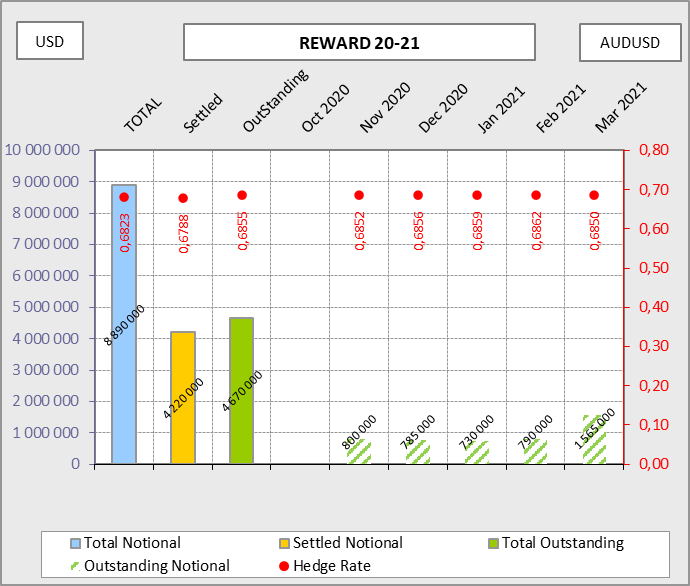 USD
REWARD 20-21
AUDUSD
TOTAL
Settled
OutStanding
Oct 2020
Nov 2020
Dec 2020
Jan 2021
Feb 2021
Mar 2021
10 000 000
9 000 000
8 000 000
7 000 000
6 000 000
5 000 000
4 000 000
3 000 000
2 000 000
1 000 000
0
0,80
0,70
0,60
0,50
0,40
0,30
0,20
0,10
0,00
0,6823
0,6788
0,6855
0,6852
0,6856
0,6859
0,6862
0,6850
8 890 000
4 220 000
4 670 000
800 000
785 000
730 000
790 000
1 565 000
Total Notional
Settled Notional
Total Outstanding
Outstanding Notional
Hedge Rate